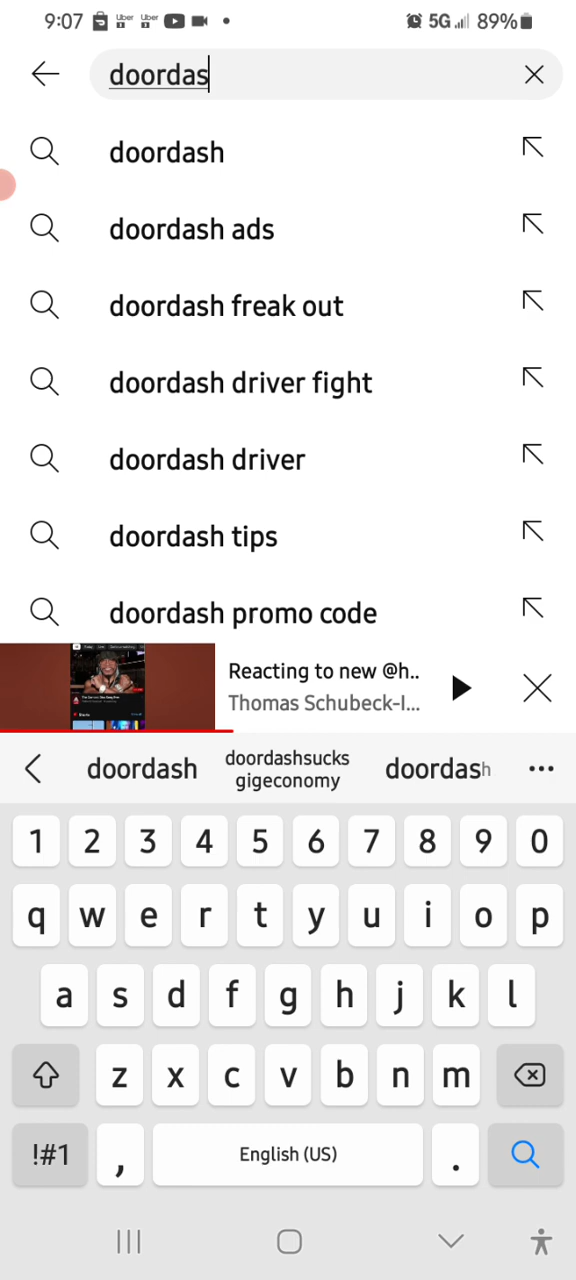 9:07 Uber Uber 5G 89%
doordas
doordash
doordash ads
doordash freak out
doordash driver fight
doordash driver
doordash tips
doordash promo code
Reacting to new @h..
Thomas Schubeck-I...
doordash doordashsucks gigeconomy doordash
1 2 3 4 5 6 7 8 9 0
q w e r t y u i o p
a s d f g h j k l
z x c v b n m
!#1 , English (US) .